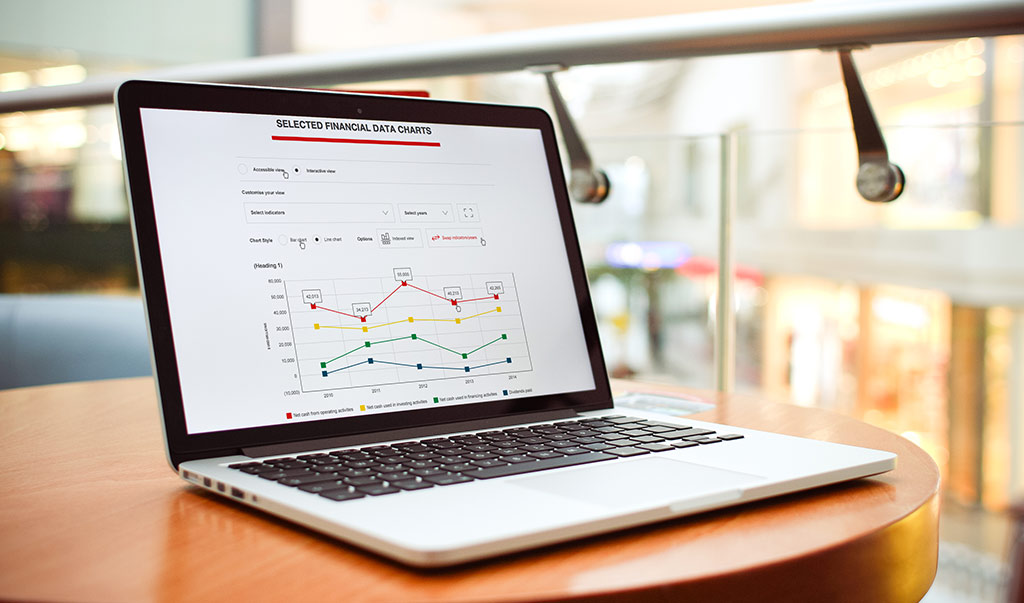 SELECTED FINANCIAL DATA CHARTS
Accessible view Interactive view
Customise your view
Select indicators Select years
Chart Style Bar chart Line chart Options Indexed view Swap indicators/years
(Heading 1)
60,000
50,000
40,000
30,000
20,000
10,000
0
(10,000)
42,013 34,213 55,000 40,210 40,265
2010 2011 2012 2013 2014
Net cash from operating activities Net cash used in investing activities Net cash used in financing activities Dividends paid